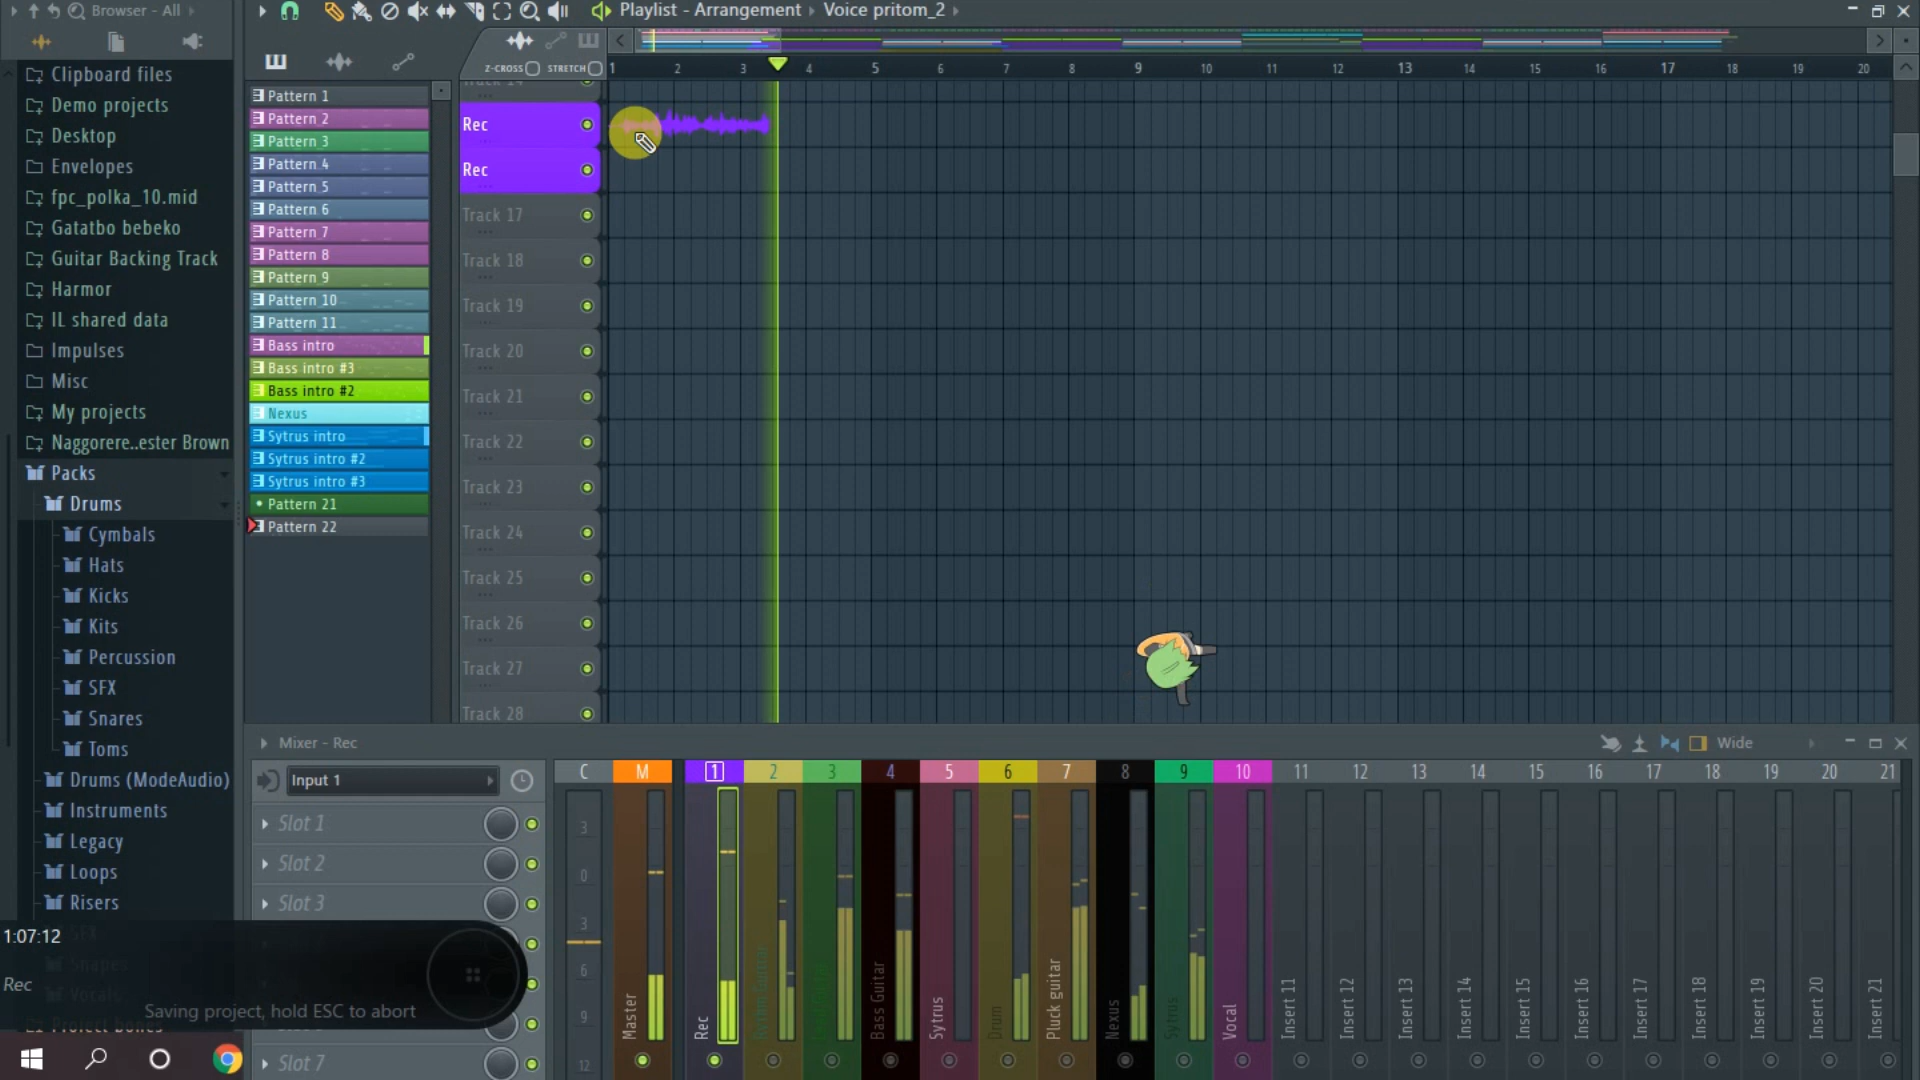 Browser - All
Playlist - Arrangement › Voice pritom_2
Z-CROSS STRETCH
1 2 3 4 5 6 7 8 9 10 11 12 13 14 15 16 17 18 19 20
Clipboard files
Demo projects
Desktop
Envelopes
fpc_polka_10.mid
Gatatbo bebeko
Guitar Backing Track
Harmor
IL shared data
Impulses
Misc
My projects
Naggorere..ester Brown
Packs
Drums
Cymbals
Hats
Kicks
Kits
Percussion
SFX
Snares
Toms
Drums (ModeAudio)
Instruments
Legacy
Loops
Risers
Pattern 1
Pattern 2
Pattern 3
Pattern 4
Pattern 5
Pattern 6
Pattern 7
Pattern 8
Pattern 9
Pattern 10
Pattern 11
Bass intro
Bass intro #3
Bass intro #2
Nexus
Sytrus intro
Sytrus intro #2
Sytrus intro #3
Pattern 21
Pattern 22
Rec
Rec
Track 17
Track 18
Track 19
Track 20
Track 21
Track 22
Track 23
Track 24
Track 25
Track 26
Track 27
Track 28
Mixer - Rec
Wide
Input 1
Slot 1
Slot 2
Slot 3
Slot 7
C M 1 2 3 4 5 6 7 8 9 10 11 12 13 14 15 16 17 18 19 20 21
3
0
3
6
9
12
Master
Rec
Bass Guitar
Sytrus
Drum
Pluck guitar
Nexus
Sytrus
Vocal
Insert 11
Insert 12
Insert 13
Insert 14
Insert 15
Insert 16
Insert 17
Insert 18
Insert 19
Insert 20
Insert 21
1:07:12
Rec
Saving project, hold ESC to abort